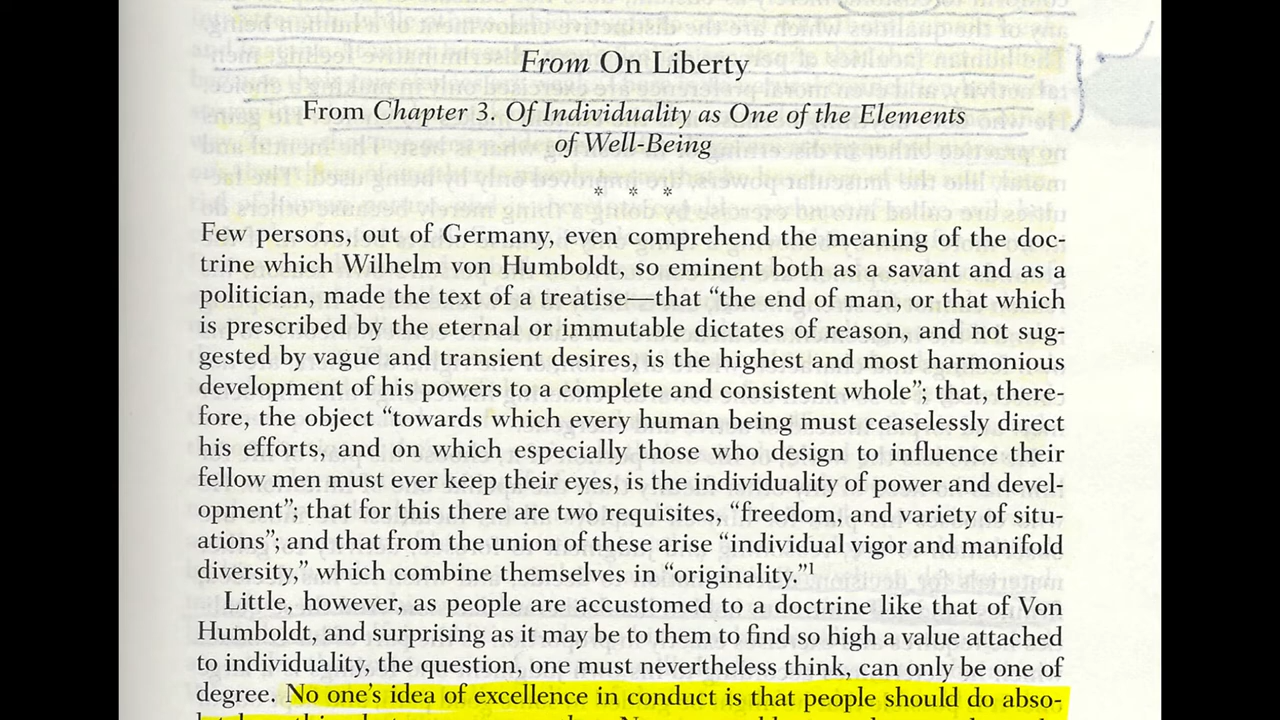 From On Liberty
From Chapter 3. Of Individuality as One of the Elements
of Well-Being
* * *
Few persons, out of Germany, even comprehend the meaning of the doc-
trine which Wilhelm von Humboldt, so eminent both as a savant and as a
politician, made the text of a treatise—that “the end of man, or that which
is prescribed by the eternal or immutable dictates of reason, and not sug-
gested by vague and transient desires, is the highest and most harmonious
development of his powers to a complete and consistent whole”; that, there-
fore, the object “towards which every human being must ceaselessly direct
his efforts, and on which especially those who design to influence their
fellow men must ever keep their eyes, is the individuality of power and devel-
opment”; that for this there are two requisites, “freedom, and variety of situ-
ations”; and that from the union of these arise “individual vigor and manifold
diversity,” which combine themselves in “originality.”1
Little, however, as people are accustomed to a doctrine like that of Von
Humboldt, and surprising as it may be to them to find so high a value attached
to individuality, the question, one must nevertheless think, can only be one of
degree. No one’s idea of excellence in conduct is that people should do abso-